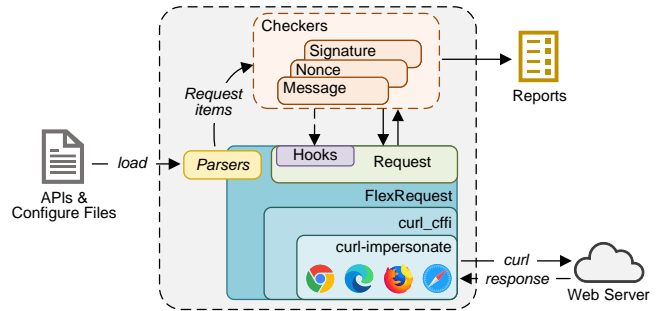 Checkers
Signature
Nonce
Message
Request
items
Reports
load
Parsers
Hooks
Request
APIs &
Configure Files
FlexRequest
curl_cffi
curl-impersonate
curl
response
Web Server